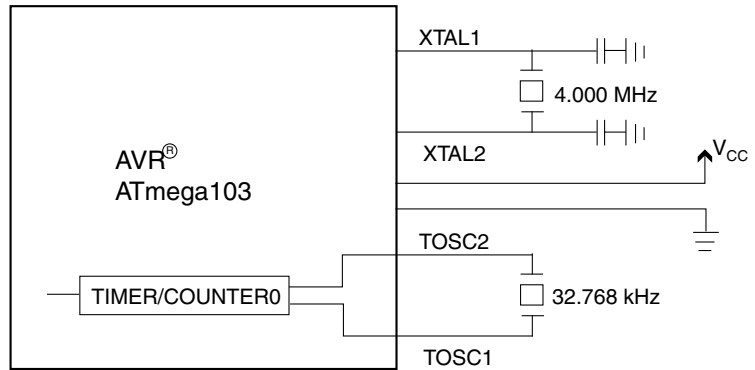 XTAL1
4.000 MHz
XTAL2
VCC
AVR®
ATmega103
TOSC2
TIMER/COUNTER0
32.768 kHz
TOSC1